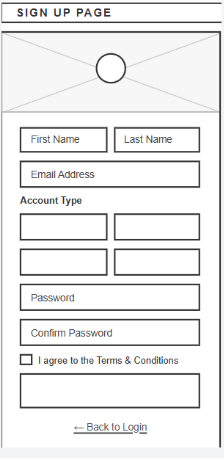 SIGN UP PAGE
First Name Last Name
Email Address
Account Type
Password
Confirm Password
I agree to the Terms & Conditions
← Back to Login